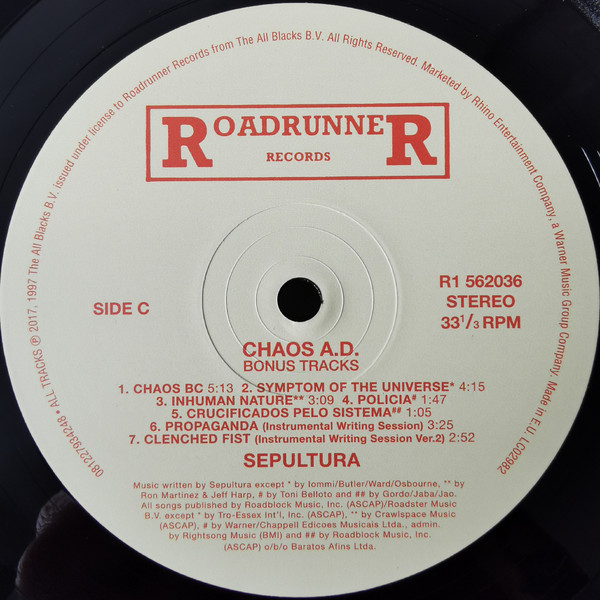 issued under license to Roadrunner Records from The All Blacks B.V. All Rights Reserved. Marketed by Rhino Entertainment Company, a Warner Music Group Company. Made in E.U. LC02982
081227934248 • ALL TRACKS ℗ 2017, 1997 The All Blacks B.V.
ROADRUNNER
RECORDS
SIDE C
R1 562036
STEREO
33 1/3 RPM
CHAOS A.D.
BONUS TRACKS
1. CHAOS BC 5:13 2. SYMPTOM OF THE UNIVERSE* 4:15
3. INHUMAN NATURE** 3:09 4. POLICIA# 1:47
5. CRUCIFICADOS PELO SISTEMA## 1:05
6. PROPAGANDA (Instrumental Writing Session) 3:25
7. CLENCHED FIST (Instrumental Writing Session Ver.2) 2:52
SEPULTURA
Music written by Sepultura except * by Iommi/Butler/Ward/Osbourne, ** by
Ron Martinez & Jeff Harp, # by Toni Belloto and ## by Gordo/Jaba/Jao.
All songs published by Roadblock Music, Inc. (ASCAP)/Roadster Music
B.V. except * by Tro-Essex Int'l, Inc. (ASCAP), ** by Crawlspace Music
(ASCAP), # by Warner/Chappell Edicoes Musicais Ltda., admin.
by Rightsong Music (BMI) and ## by Roadblock Music, Inc.
(ASCAP) o/b/o Baratos Afins Ltda.